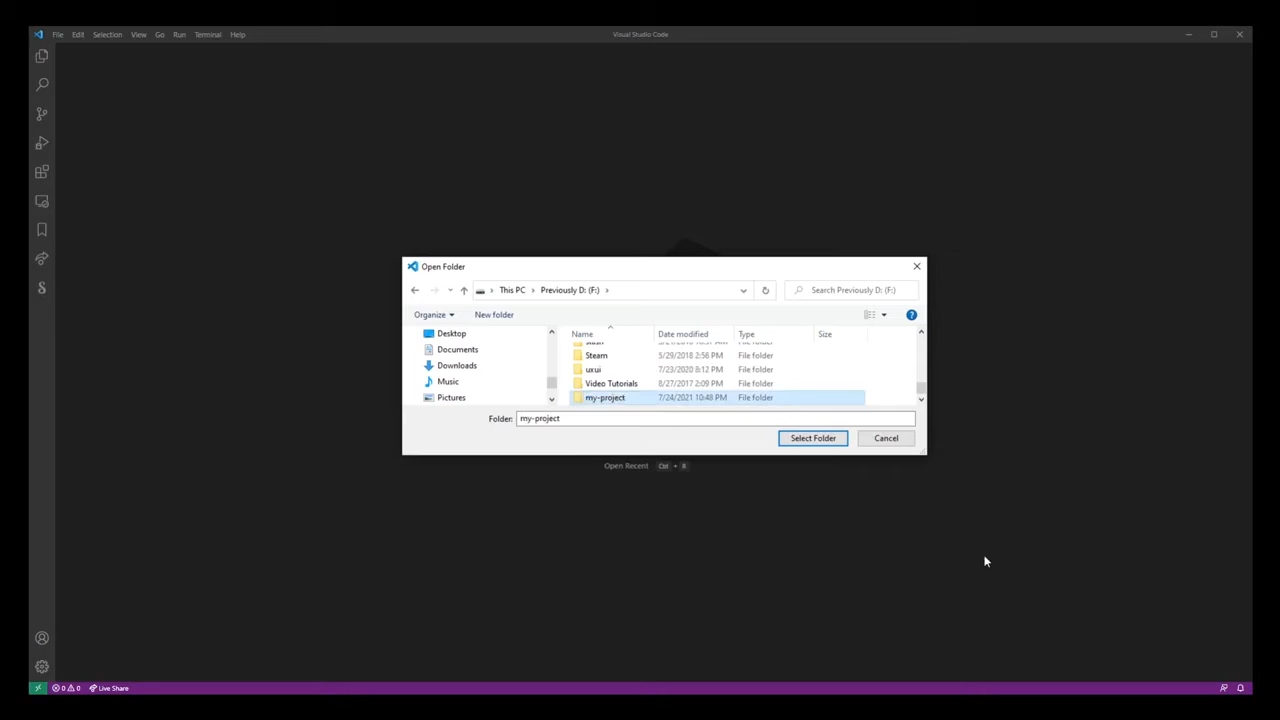 File Edit Selection View Go Run Terminal Help
Visual Studio Code
Open Folder
This PC > Previously D: (F:) >
Search Previously D: (F:)
Organize
New folder
Name Date modified Type Size
Desktop
Documents
Downloads
Music
Pictures
Steam 5/29/2018 2:56 PM File folder
uxui 7/23/2020 8:12 PM File folder
Video Tutorials 8/27/2017 2:09 PM File folder
my-project 7/24/2021 10:48 PM File folder
Folder: my-project
Select Folder
Cancel
Open Recent Ctrl + R
0 0 Live Share